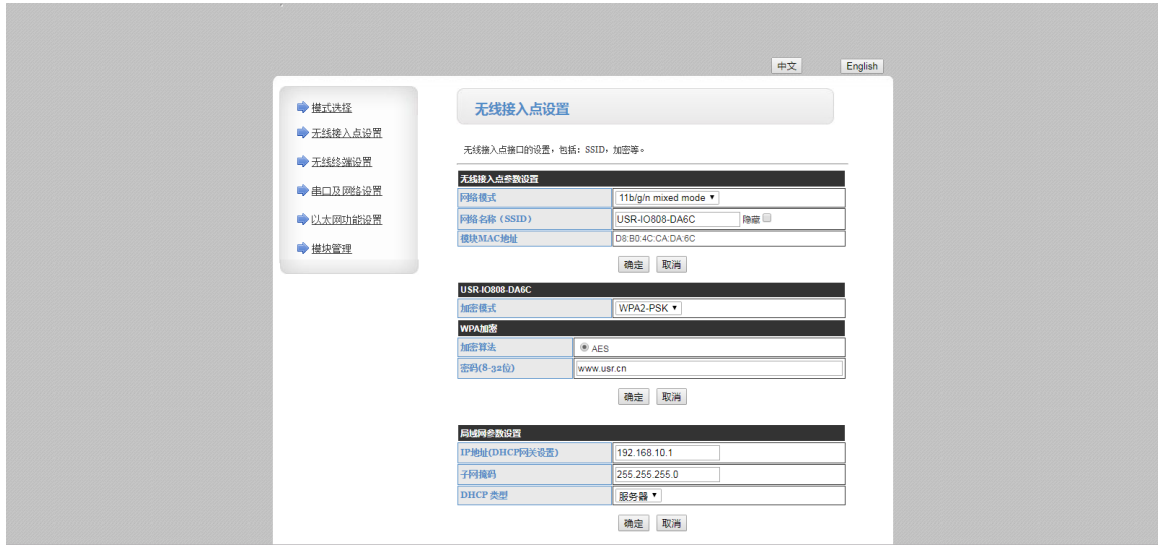 中文 English
模式选择
无线接入点设置
无线终端设置
串口及网络设置
以太网功能设置
模块管理
无线接入点设置
无线接入点接口的设置，包括：SSID，加密等。
无线接入点参数设置
网络模式 11b/g/n mixed mode
网络名称（SSID） USR-IO808-DA6C 隐藏
模块MAC地址 D8:B0:4C:CA:DA:6C
确定 取消
USR-IO808-DA6C
加密模式 WPA2-PSK
WPA加密
加密算法 AES
密码(8-32位) www.usr.cn
确定 取消
局域网参数设置
IP地址(DHCP网关设置) 192.168.10.1
子网掩码 255.255.255.0
DHCP 类型 服务器
确定 取消